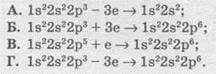 А. 1s²2s²2p³ – 3e → 1s²2s²;
Б. 1s²2s²2p³ + 3e → 1s²2s²2p⁶;
В. 1s²2s²2p⁵ + e → 1s²2s²2p⁶;
Г. 1s²2s²2p³ – 3e → 1s²2s²2p⁶.